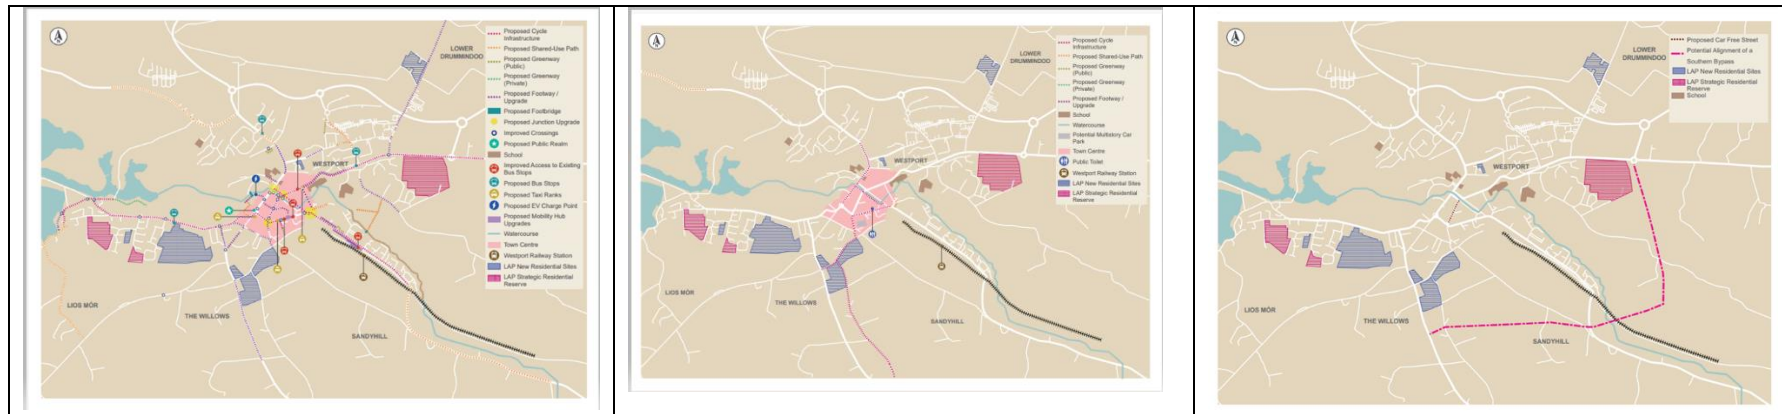 Proposed Cycle
Infrastructure
Proposed Shared-Use Path
Proposed Greenway
(Public)
Proposed Greenway
(Private)
Proposed Footway /
Upgrade
Proposed Footbridge
Proposed Junction Upgrade
Improved Crossings
Proposed Public Realm
School
Improved Access to Existing
Bus Stops
Proposed Bus Stops
Proposed Taxi Ranks
Proposed EV Charge Point
Proposed Mobility Hub
Upgrades
Watercourse
Town Centre
Westport Railway Station
LAP New Residential Sites
LAP Strategic Residential
Reserve
LOWER
DRUMMINDOO
WESTPORT
LIOS MÓR
THE WILLOWS
SANDYHILL
Proposed Cycle
Infrastructure
Proposed Shared-Use Path
Proposed Greenway
(Public)
Proposed Greenway
(Private)
Proposed Footway /
Upgrade
School
Watercourse
Potential Multistory Car
Park
Town Centre
Public Toilet
Westport Railway Station
LAP New Residential Sites
LAP Strategic Residential
Reserve
LOWER
DRUMMINDOO
WESTPORT
LIOS MÓR
THE WILLOWS
SANDYHILL
Proposed Car Free Street
Potential Alignment of a
Southern Bypass
LAP New Residential Sites
LAP Strategic Residential
Reserve
School
LOWER
DRUMMINDOO
WESTPORT
LIOS MÓR
THE WILLOWS
SANDYHILL